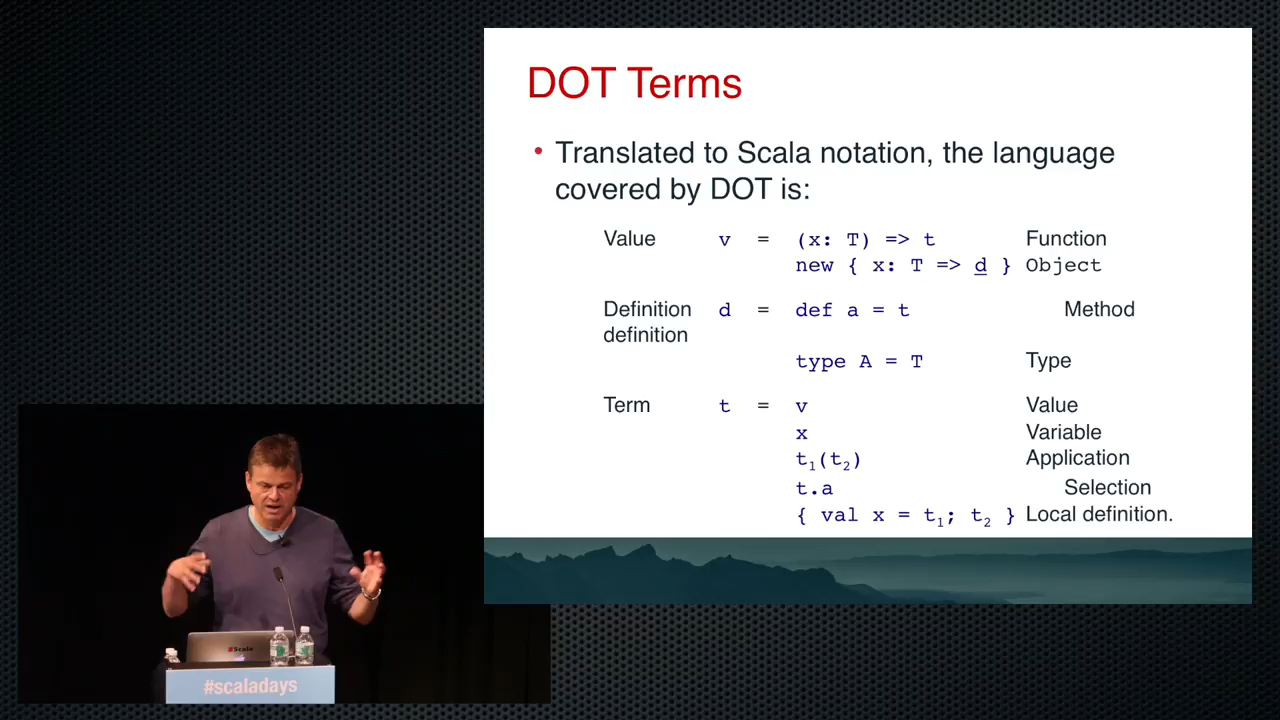 DOT Terms
• Translated to Scala notation, the language
covered by DOT is:
Value v = (x: T) => t Function
new { x: T => d } Object
Definition d = def a = t Method
definition
type A = T Type
Term t = v Value
x Variable
t1(t2) Application
t.a Selection
{ val x = t1; t2 } Local definition.
Scala
#scaladays